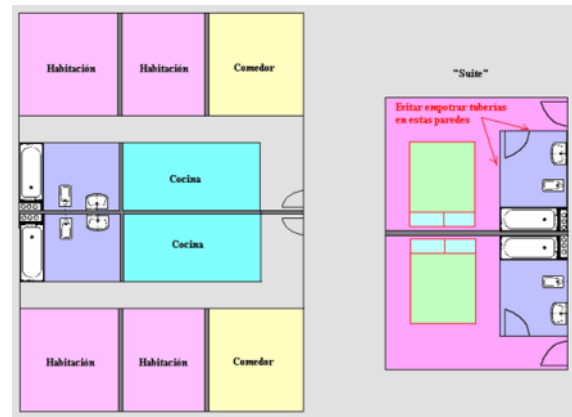 Habitación
Habitación
Comedor
"Suite"
Evitar empotrar tuberías
en estas paredes
Cocina
Cocina
Habitación
Habitación
Comedor